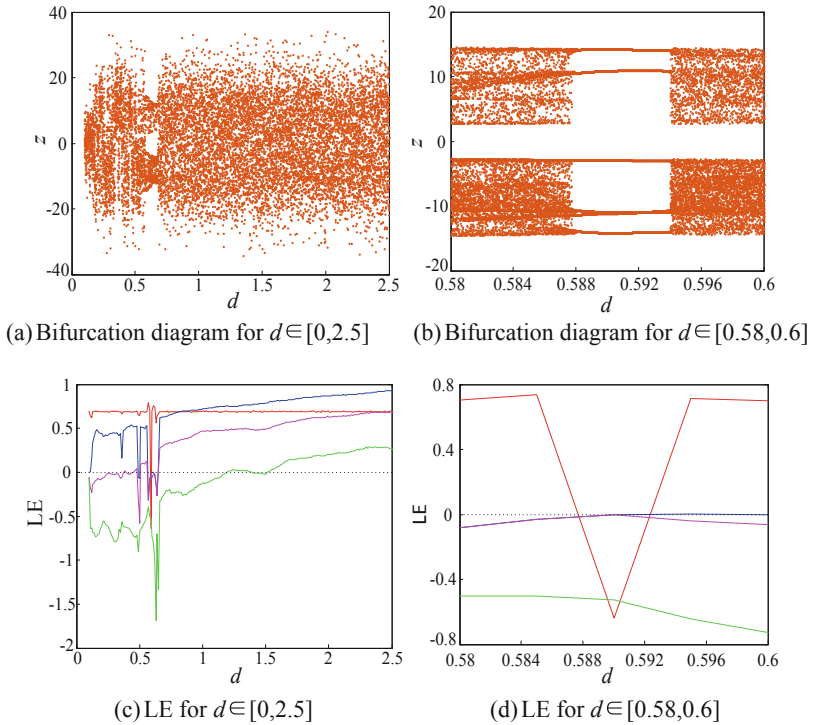 40
20
0
-20
-40
z
0 0.5 1 1.5 2 2.5
d
(a) Bifurcation diagram for d∈[0,2.5]
20
10
0
-10
-20
z
0.58 0.584 0.588 0.592 0.596 0.6
d
(b) Bifurcation diagram for d∈[0.58,0.6]
1
0.5
0
-0.5
-1
-1.5
-2
LE
0 0.5 1 1.5 2 2.5
d
(c) LE for d∈[0,2.5]
0.8
0.4
0
-0.4
-0.8
LE
0.58 0.584 0.588 0.592 0.596 0.6
d
(d) LE for d∈[0.58,0.6]